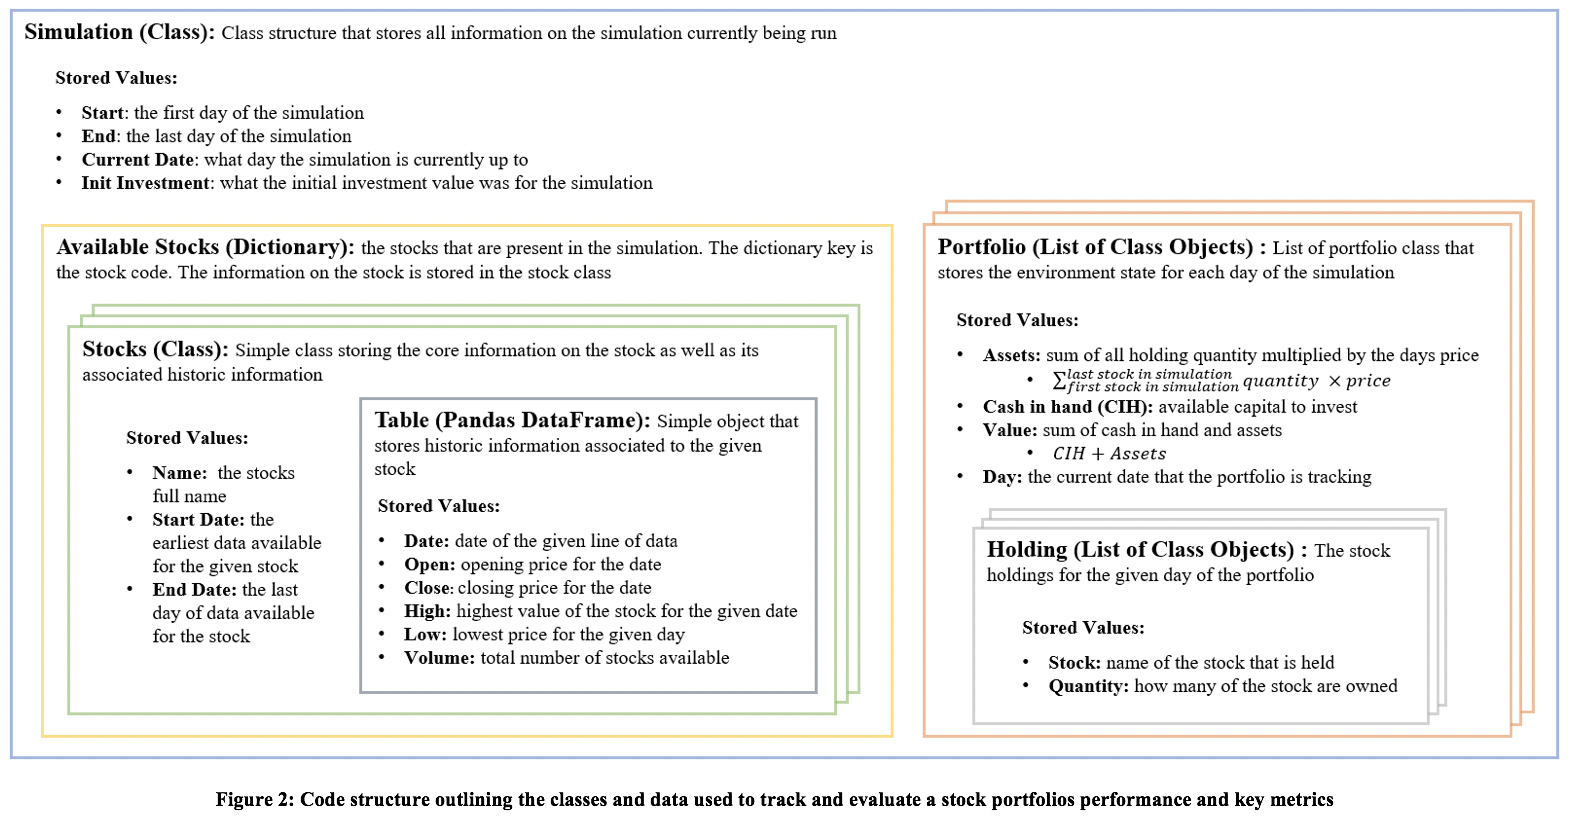 Simulation (Class): Class structure that stores all information on the simulation currently being run
Stored Values:
• Start: the first day of the simulation
• End: the last day of the simulation
• Current Date: what day the simulation is currently up to
• Init Investment: what the initial investment value was for the simulation
Available Stocks (Dictionary): the stocks that are present in the simulation. The dictionary key is
the stock code. The information on the stock is stored in the stock class
Stocks (Class): Simple class storing the core information on the stock as well as its
associated historic information
Stored Values:
• Name: the stocks
full name
• Start Date: the
earliest data available
for the given stock
• End Date: the last
day of data available
for the stock
Table (Pandas DataFrame): Simple object that
stores historic information associated to the given
stock
Stored Values:
• Date: date of the given line of data
• Open: opening price for the date
• Close: closing price for the date
• High: highest value of the stock for the given date
• Low: lowest price for the given day
• Volume: total number of stocks available
Portfolio (List of Class Objects) : List of portfolio class that
stores the environment state for each day of the simulation
Stored Values:
• Assets: sum of all holding quantity multiplied by the days price
• ∑ last stock in simulation first stock in simulation quantity × price
• Cash in hand (CIH): available capital to invest
• Value: sum of cash in hand and assets
• CIH + Assets
• Day: the current date that the portfolio is tracking
Holding (List of Class Objects) : The stock
holdings for the given day of the portfolio
Stored Values:
• Stock: name of the stock that is held
• Quantity: how many of the stock are owned
Figure 2: Code structure outlining the classes and data used to track and evaluate a stock portfolios performance and key metrics